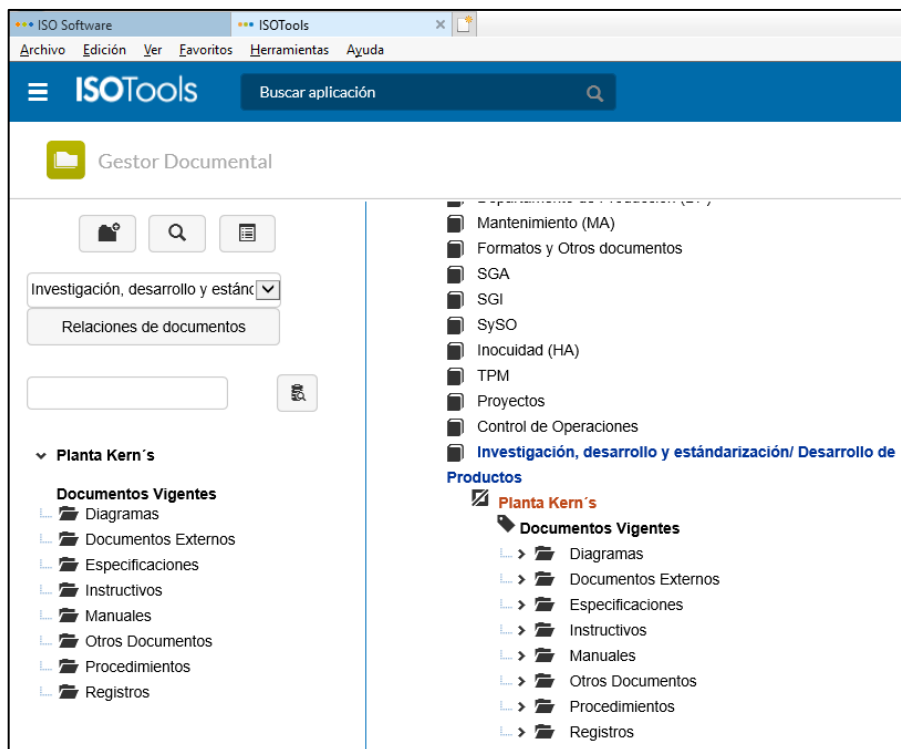 ISO Software
ISOTools
Archivo Edición Ver Favoritos Herramientas Ayuda
ISOTools
Buscar aplicación
Gestor Documental
Investigación, desarrollo y estánd
Relaciones de documentos
Planta Kern´s
Documentos Vigentes
Diagramas
Documentos Externos
Especificaciones
Instructivos
Manuales
Otros Documentos
Procedimientos
Registros
Mantenimiento (MA)
Formatos y Otros documentos
SGA
SGI
SySO
Inocuidad (HA)
TPM
Proyectos
Control de Operaciones
Investigación, desarrollo y estándarización/ Desarrollo de
Productos
Planta Kern´s
Documentos Vigentes
Diagramas
Documentos Externos
Especificaciones
Instructivos
Manuales
Otros Documentos
Procedimientos
Registros